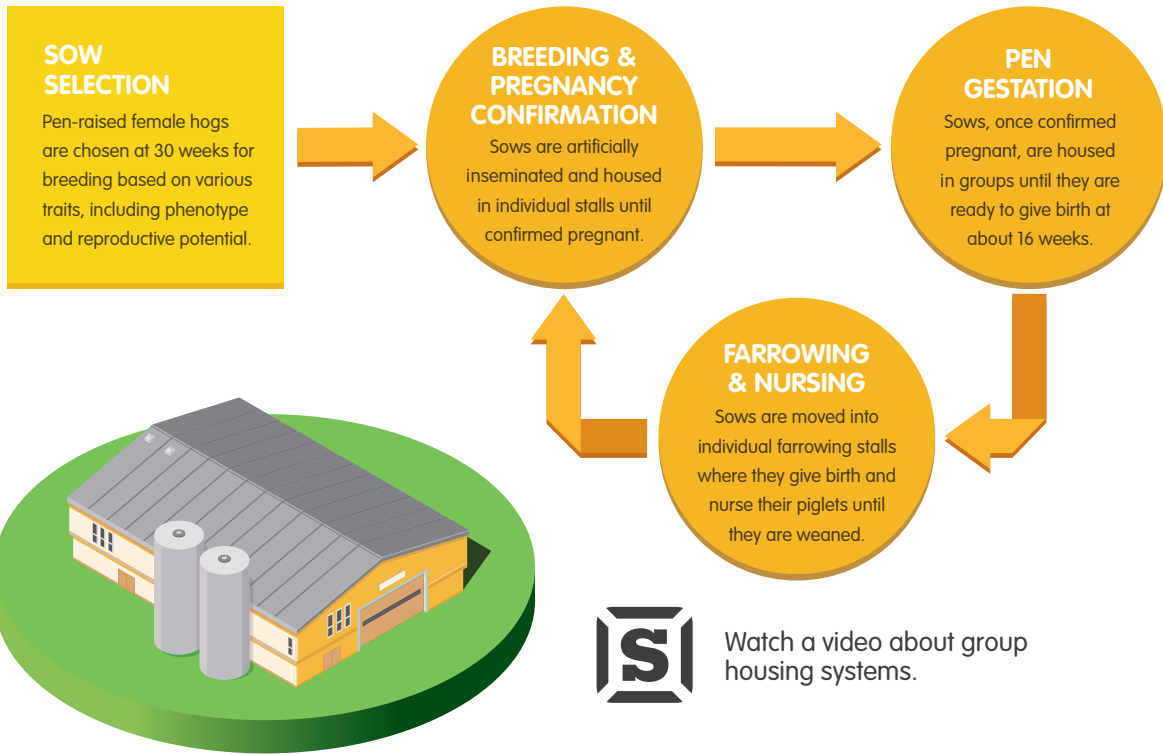 SOW
SELECTION
Pen-raised female hogs
are chosen at 30 weeks for
breeding based on various
traits, including phenotype
and reproductive potential.
BREEDING &
PREGNANCY
CONFIRMATION
Sows are artificially
inseminated and housed
in individual stalls until
confirmed pregnant.
PEN
GESTATION
Sows, once confirmed
pregnant, are housed
in groups until they are
ready to give birth at
about 16 weeks.
FARROWING
& NURSING
Sows are moved into
individual farrowing stalls
where they give birth and
nurse their piglets until
they are weaned.
S
Watch a video about group
housing systems.